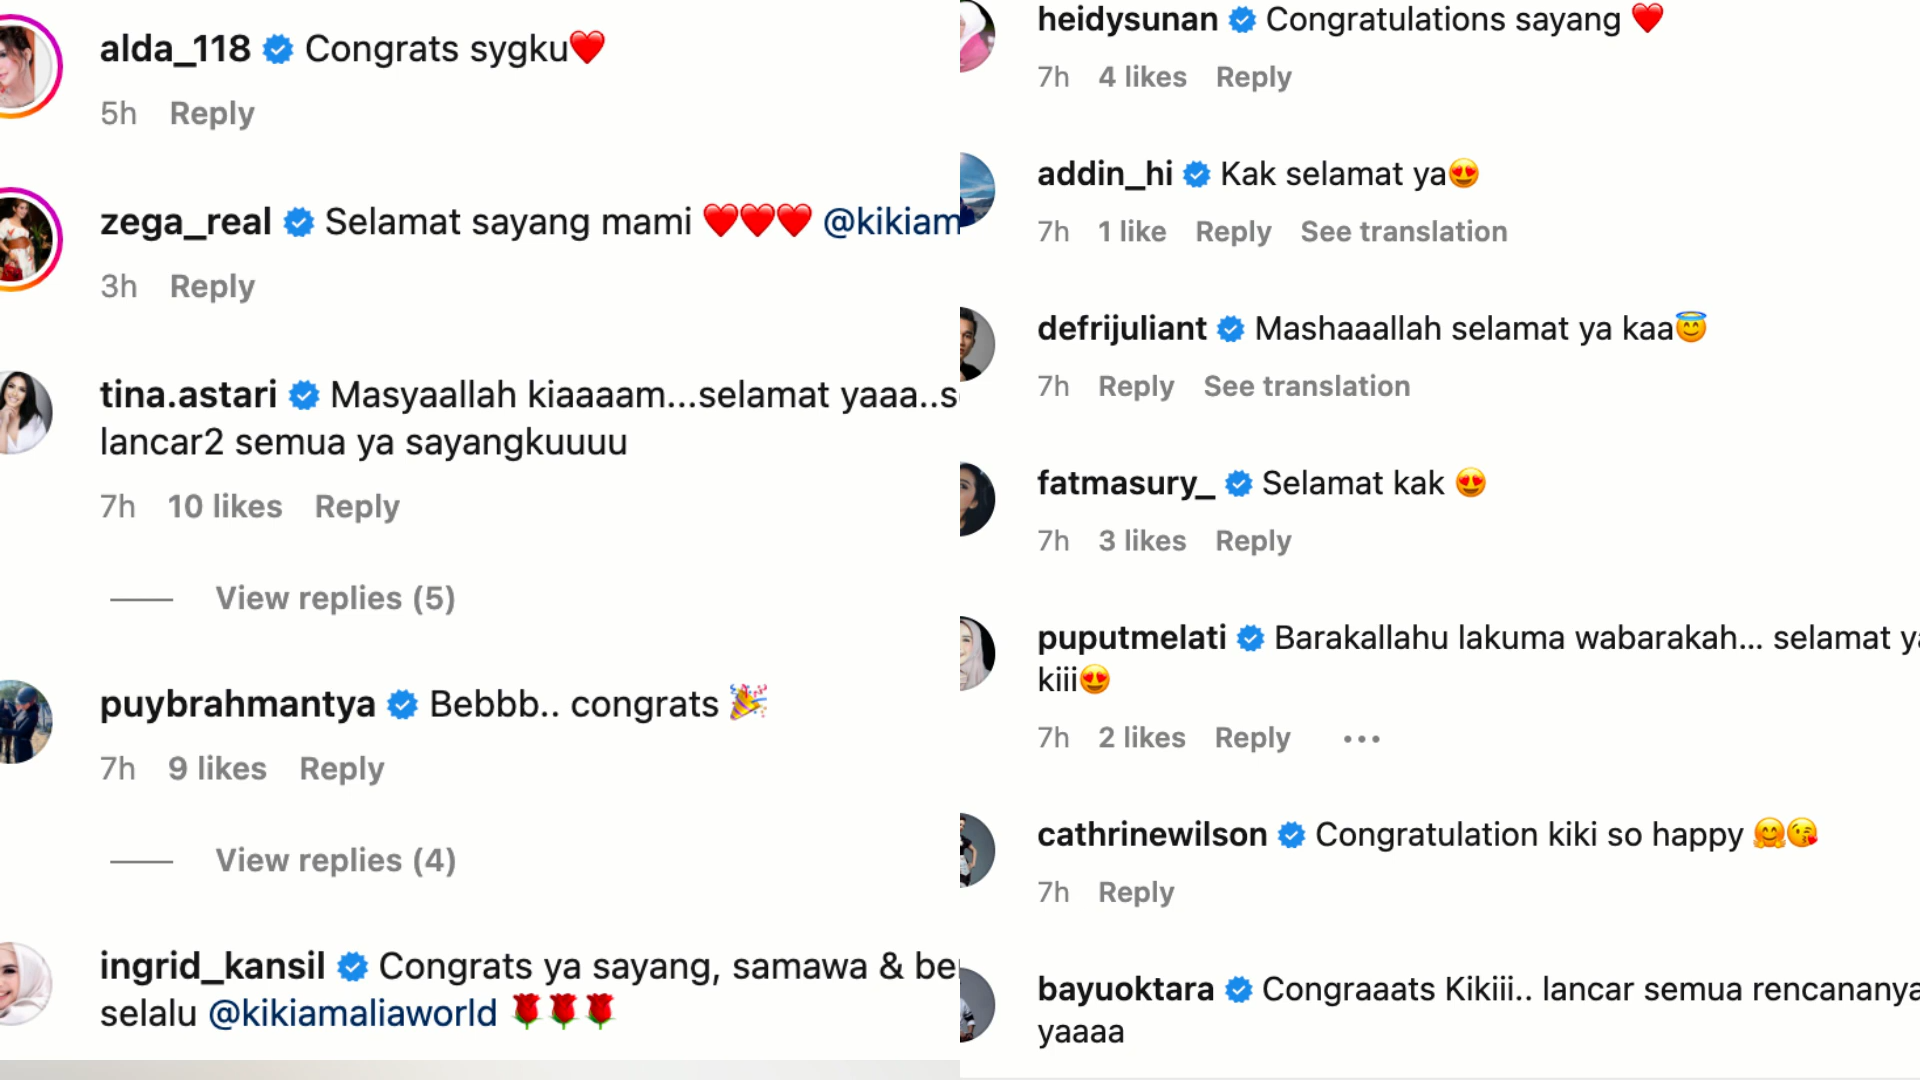 alda_118 Congrats sygku❤️
5h Reply
zega_real Selamat sayang mami ❤️❤️❤️ @kikiam
3h Reply
tina.astari Masyaallah kiaaaam...selamat yaaa..s
lancar2 semua ya sayangkuuuu
7h 10 likes Reply
View replies (5)
puybrahmantya Bebbb.. congrats 🎉
7h 9 likes Reply
View replies (4)
ingrid_kansil Congrats ya sayang, samawa & be
selalu @kikiamaliaworld 🌹🌹🌹
heidysunan Congratulations sayang ❤️
7h 4 likes Reply
addin_hi Kak selamat ya😍
7h 1 like Reply See translation
defrijuliant Mashaaallah selamat ya kaa😇
7h Reply See translation
fatmasury_ Selamat kak 😍
7h 3 likes Reply
puputmelati Barakallahu lakuma wabarakah... selamat ya
kiii😍
7h 2 likes Reply •••
cathrinewilson Congratulation kiki so happy 🤗😘
7h Reply
bayuoktara Congraaats Kikiii.. lancar semua rencananya
yaaaa